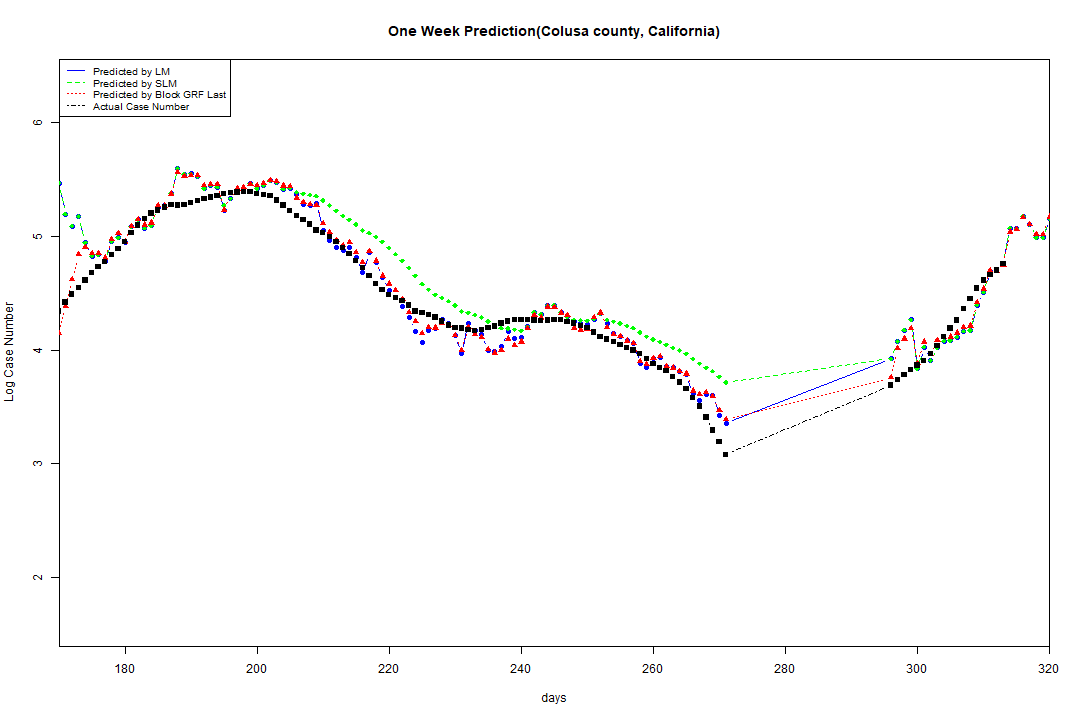 One Week Prediction(Colusa county, California)
Predicted by LM
Predicted by SLM
Predicted by Block GRF Last
Actual Case Number
6
5
4
3
2
Log Case Number
180 200 220 240 260 280 300 320
days